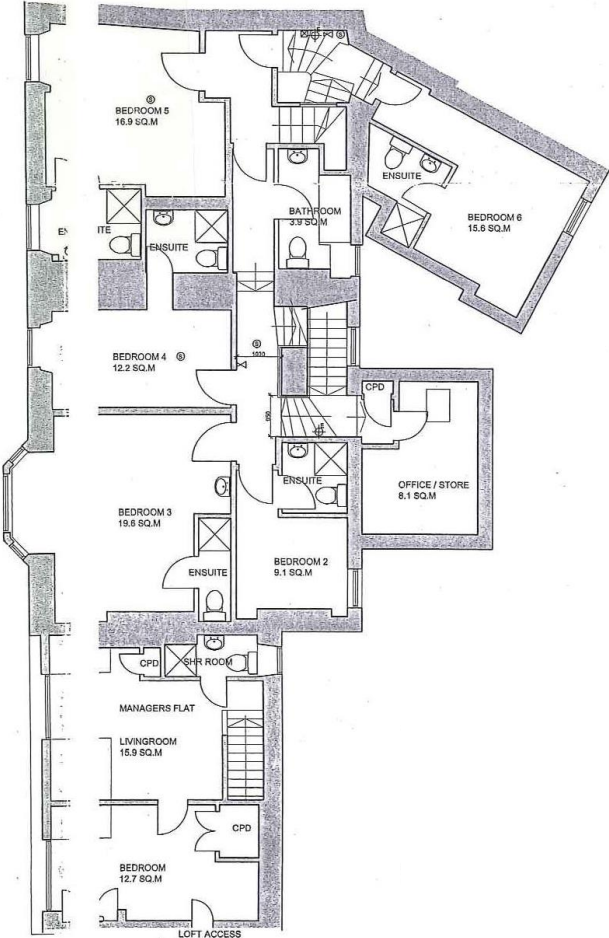 BEDROOM 5
16.9 SQ.M
ENSUITE
BEDROOM 6
15.6 SQ.M
BATHROOM
3.9 SQ.M
ITE
ENSUITE
BEDROOM 4
12.2 SQ.M
1030
CPD
950
OFFICE / STORE
8.1 SQ.M
ENSUITE
BEDROOM 3
19.6 SQ.M
BEDROOM 2
9.1 SQ.M
ENSUITE
CPD
SHR ROOM
MANAGERS FLAT
LIVINGROOM
15.9 SQ.M
CPD
BEDROOM
12.7 SQ.M
LOFT ACCESS